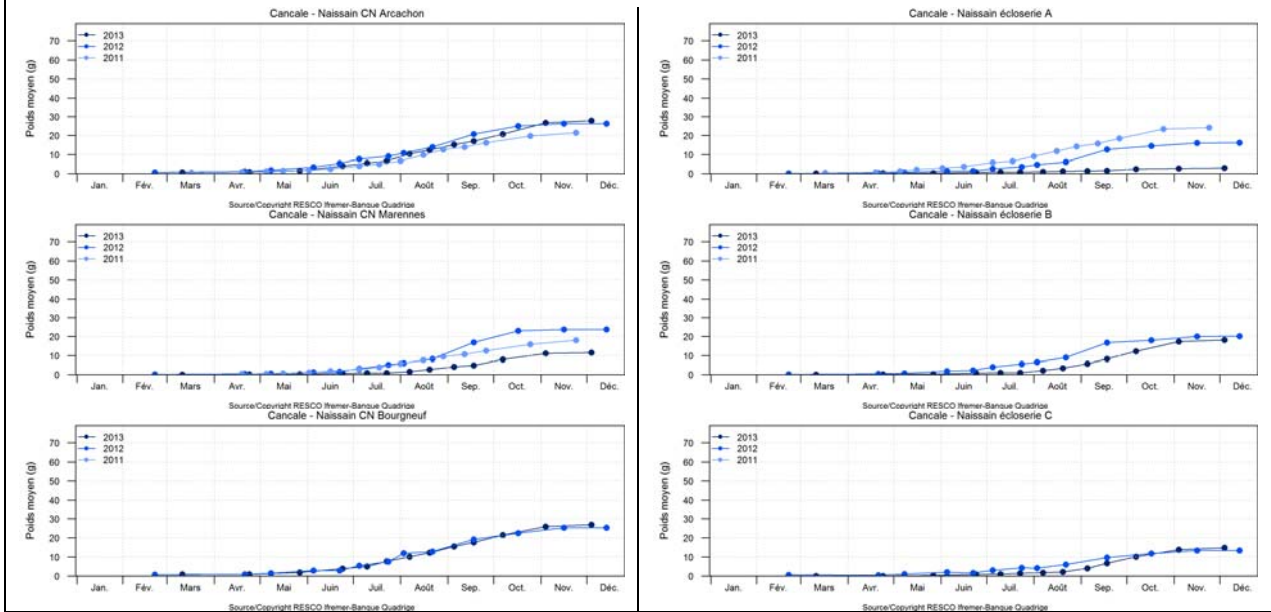 Cancale - Naissain CN Arcachon
2013
2012
2011
Poids moyen (g)
70
60
50
40
30
20
10
0
Jan. Fév. Mars Avr. Mai Juin Juil. Août Sep. Oct. Nov. Déc.
Source/Copyright RESCO Ifremer-Banque Quadrige
Cancale - Naissain CN Marennes
2013
2012
2011
Poids moyen (g)
70
60
50
40
30
20
10
0
Jan. Fév. Mars Avr. Mai Juin Juil. Août Sep. Oct. Nov. Déc.
Source/Copyright RESCO Ifremer-Banque Quadrige
Cancale - Naissain CN Bourgneuf
2013
2012
2011
Poids moyen (g)
70
60
50
40
30
20
10
0
Jan. Fév. Mars Avr. Mai Juin Juil. Août Sep. Oct. Nov. Déc.
Source/Copyright RESCO Ifremer-Banque Quadrige
Cancale - Naissain écloserie A
2013
2012
2011
Poids moyen (g)
70
60
50
40
30
20
10
0
Jan. Fév. Mars Avr. Mai Juin Juil. Août Sep. Oct. Nov. Déc.
Source/Copyright RESCO Ifremer-Banque Quadrige
Cancale - Naissain écloserie B
2013
2012
2011
Poids moyen (g)
70
60
50
40
30
20
10
0
Jan. Fév. Mars Avr. Mai Juin Juil. Août Sep. Oct. Nov. Déc.
Source/Copyright RESCO Ifremer-Banque Quadrige
Cancale - Naissain écloserie C
2013
2012
2011
Poids moyen (g)
70
60
50
40
30
20
10
0
Jan. Fév. Mars Avr. Mai Juin Juil. Août Sep. Oct. Nov. Déc.
Source/Copyright RESCO Ifremer-Banque Quadrige